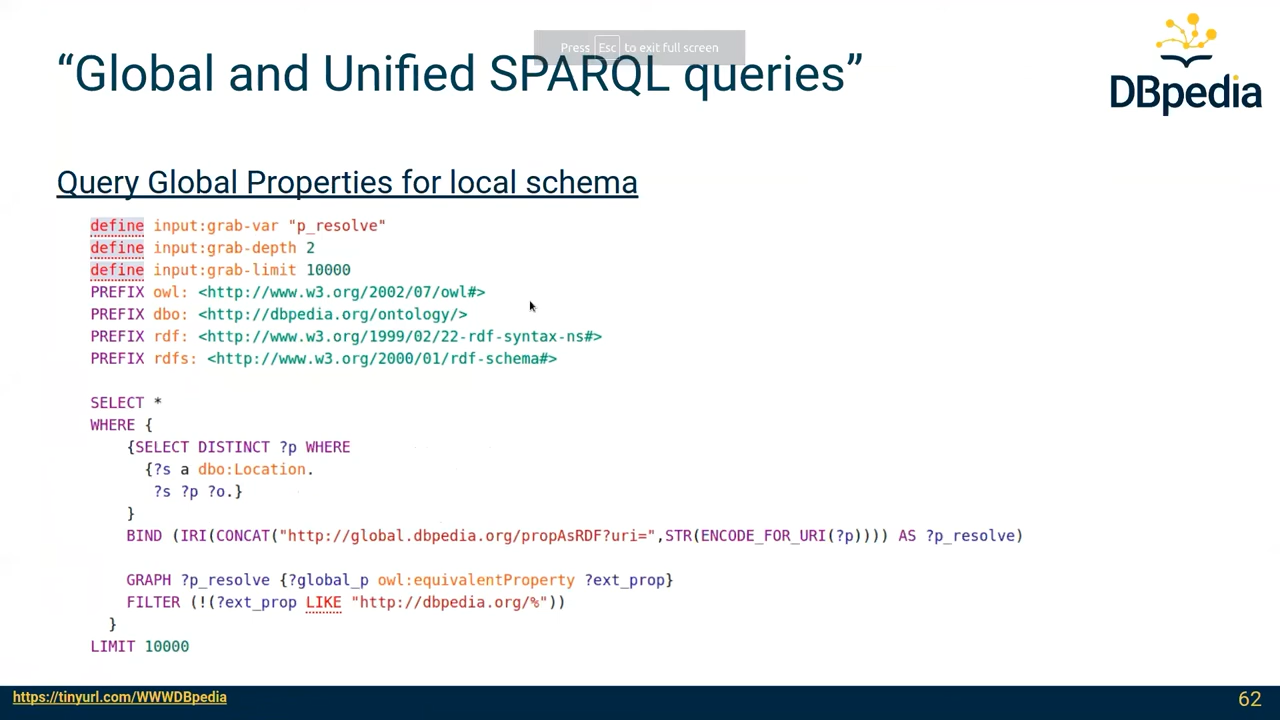 Press Esc to exit full screen
“Global and Unified SPARQL queries”
DBpedia
Query Global Properties for local schema
define input:grab-var "p_resolve"
define input:grab-depth 2
define input:grab-limit 10000
PREFIX owl: <http://www.w3.org/2002/07/owl#>
PREFIX dbo: <http://dbpedia.org/ontology/>
PREFIX rdf: <http://www.w3.org/1999/02/22-rdf-syntax-ns#>
PREFIX rdfs: <http://www.w3.org/2000/01/rdf-schema#>
SELECT *
WHERE {
{SELECT DISTINCT ?p WHERE
{?s a dbo:Location.
?s ?p ?o.}
}
BIND (IRI(CONCAT("http://global.dbpedia.org/propAsRDF?uri=",STR(ENCODE_FOR_URI(?p)))) AS ?p_resolve)
GRAPH ?p_resolve {?global_p owl:equivalentProperty ?ext_prop}
FILTER (!(?ext_prop LIKE "http://dbpedia.org/%"))
}
LIMIT 10000
https://tinyurl.com/WWWDBpedia
62